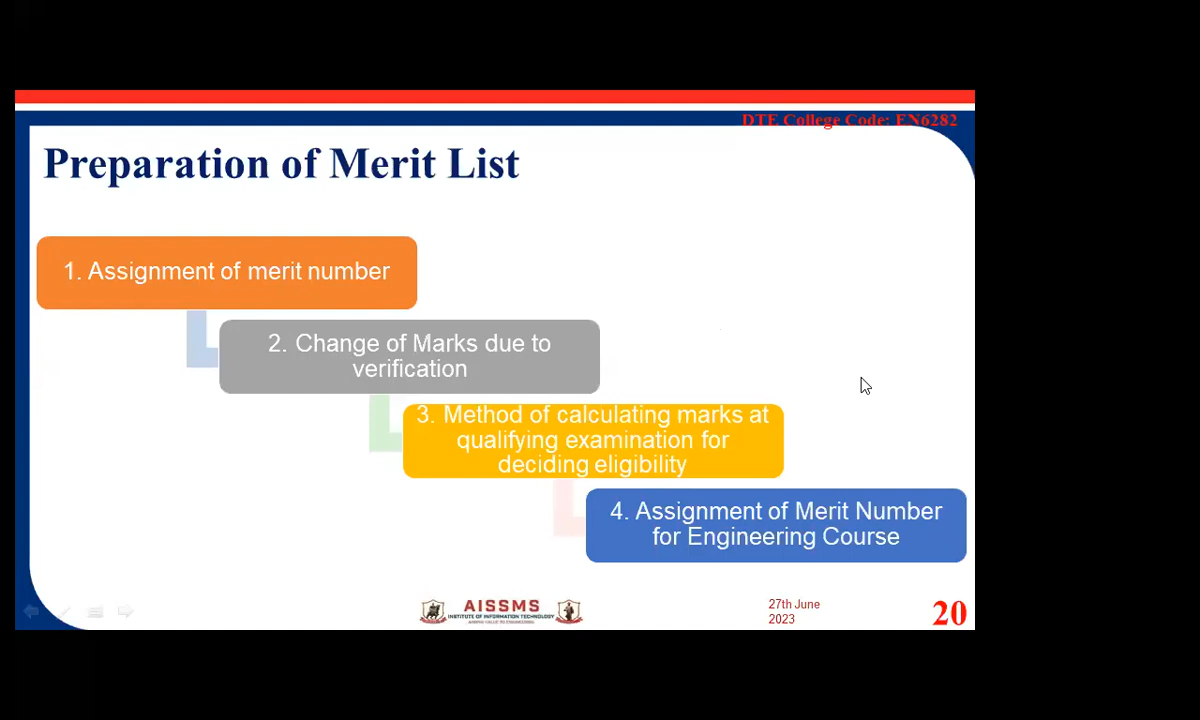 DTE College Code: EN6282
Preparation of Merit List
1. Assignment of merit number
2. Change of Marks due to
verification
3. Method of calculating marks at
qualifying examination for
deciding eligibility
4. Assignment of Merit Number
for Engineering Course
AISSMS
INSTITUTE OF INFORMATION TECHNOLOGY
27th June
2023
20